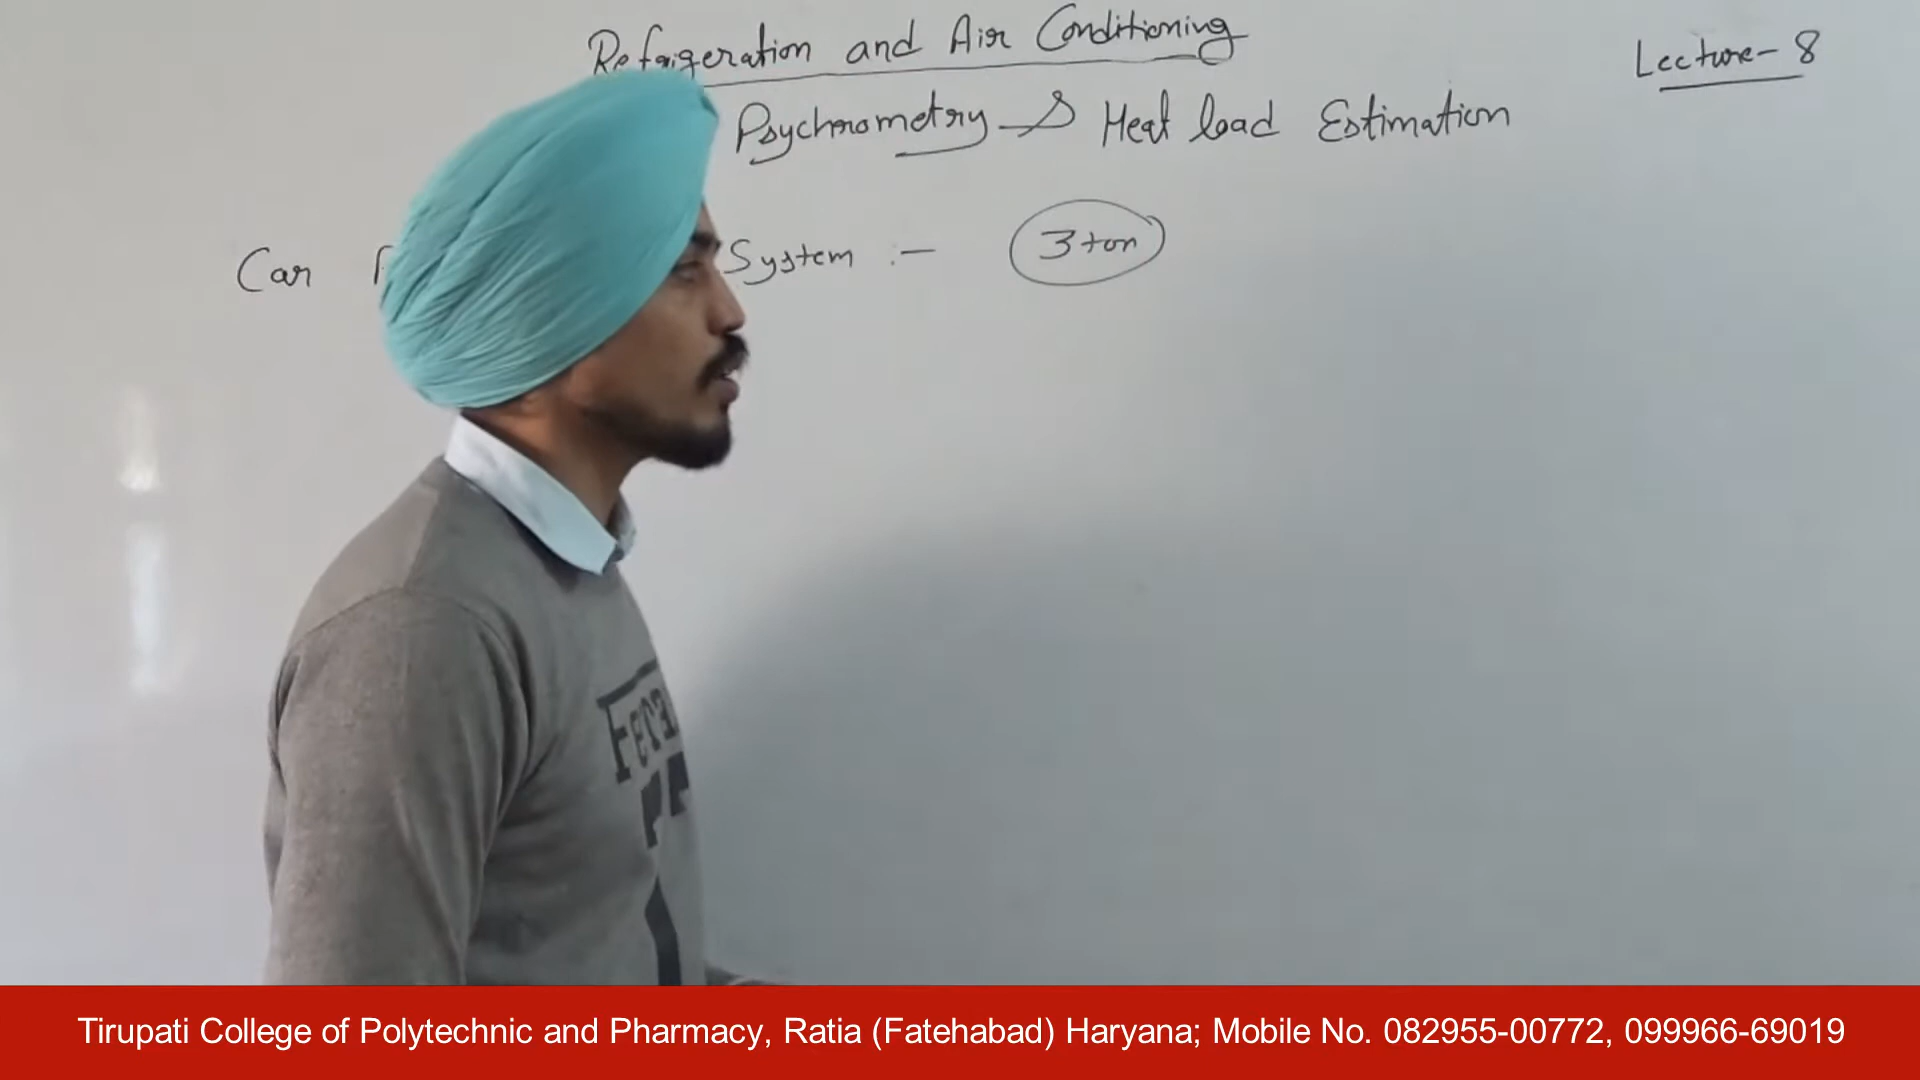 Refrigeration and Air Conditioning
Lecture-8
Psychrometry & Heat load Estimation
Car System :- 3 ton
Tirupati College of Polytechnic and Pharmacy, Ratia (Fatehabad) Haryana; Mobile No. 082955-00772, 099966-69019